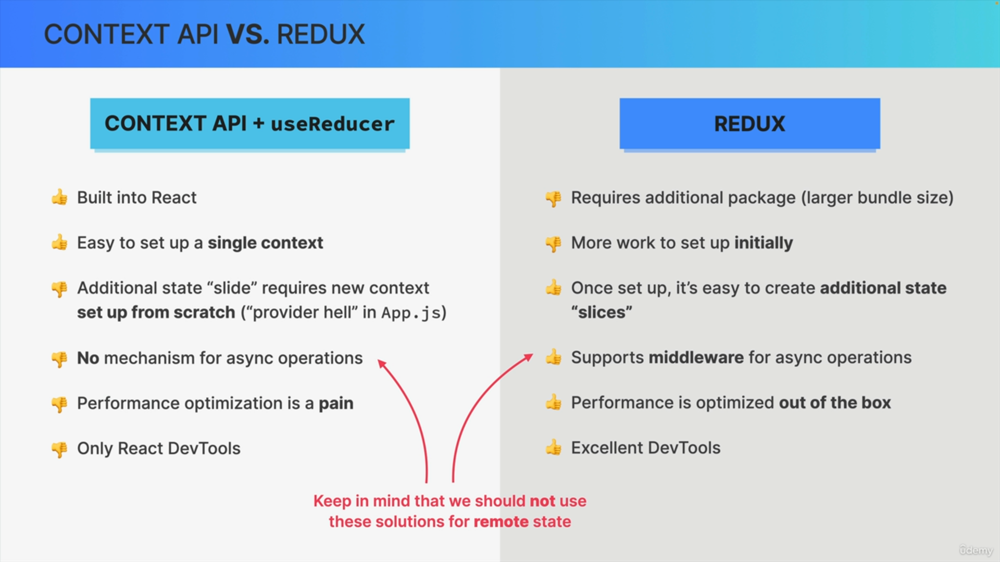 CONTEXT API VS. REDUX
CONTEXT API + useReducer
Built into React
Easy to set up a single context
Additional state “slide” requires new context
set up from scratch (“provider hell” in App.js)
No mechanism for async operations
Performance optimization is a pain
Only React DevTools
REDUX
Requires additional package (larger bundle size)
More work to set up initially
Once set up, it’s easy to create additional state
“slices”
Supports middleware for async operations
Performance is optimized out of the box
Excellent DevTools
Keep in mind that we should not use
these solutions for remote state
ûdemy